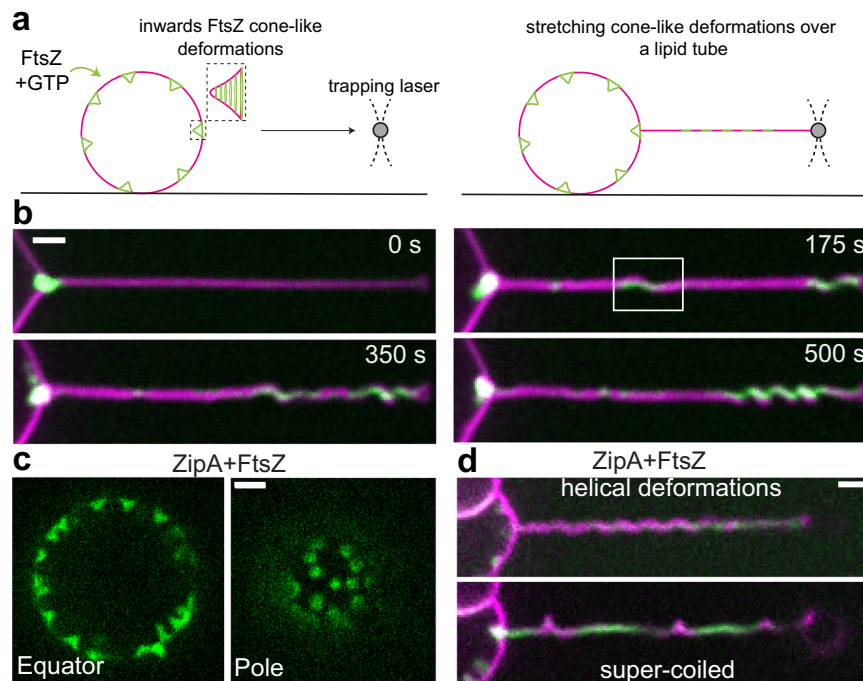 a
inwards FtsZ cone-like
deformations
FtsZ
+GTP
trapping laser
stretching cone-like deformations over
a lipid tube
b
0 s
175 s
350 s
500 s
c
ZipA+FtsZ
Equator
Pole
d
ZipA+FtsZ
helical deformations
super-coiled